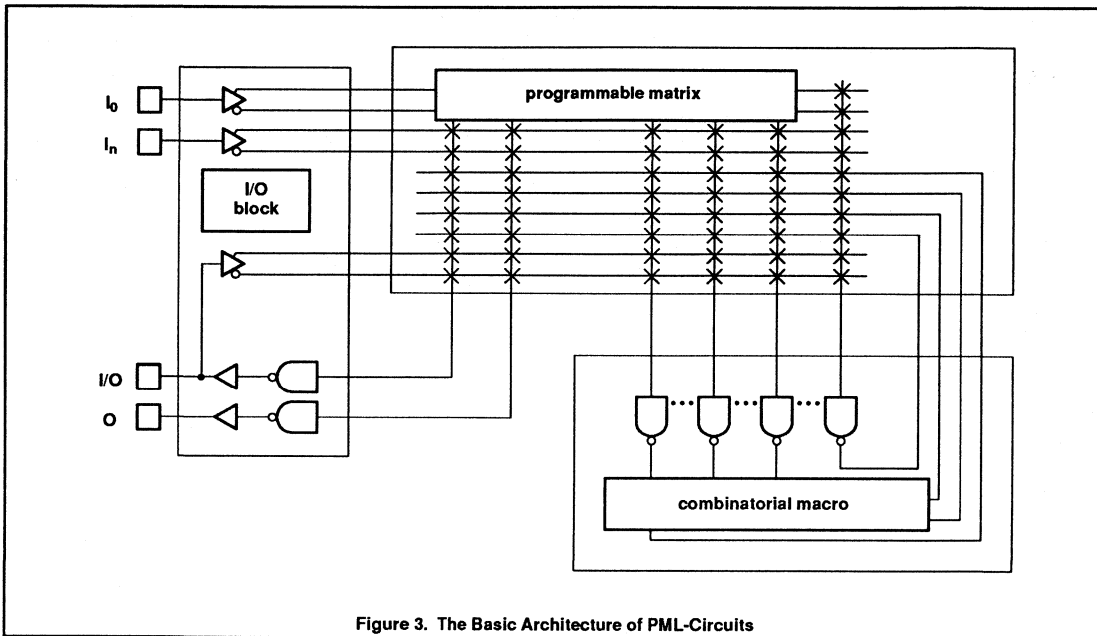 I0
programmable matrix
In
I/O
block
I/O
O
combinatorial macro
Figure 3. The Basic Architecture of PML-Circuits